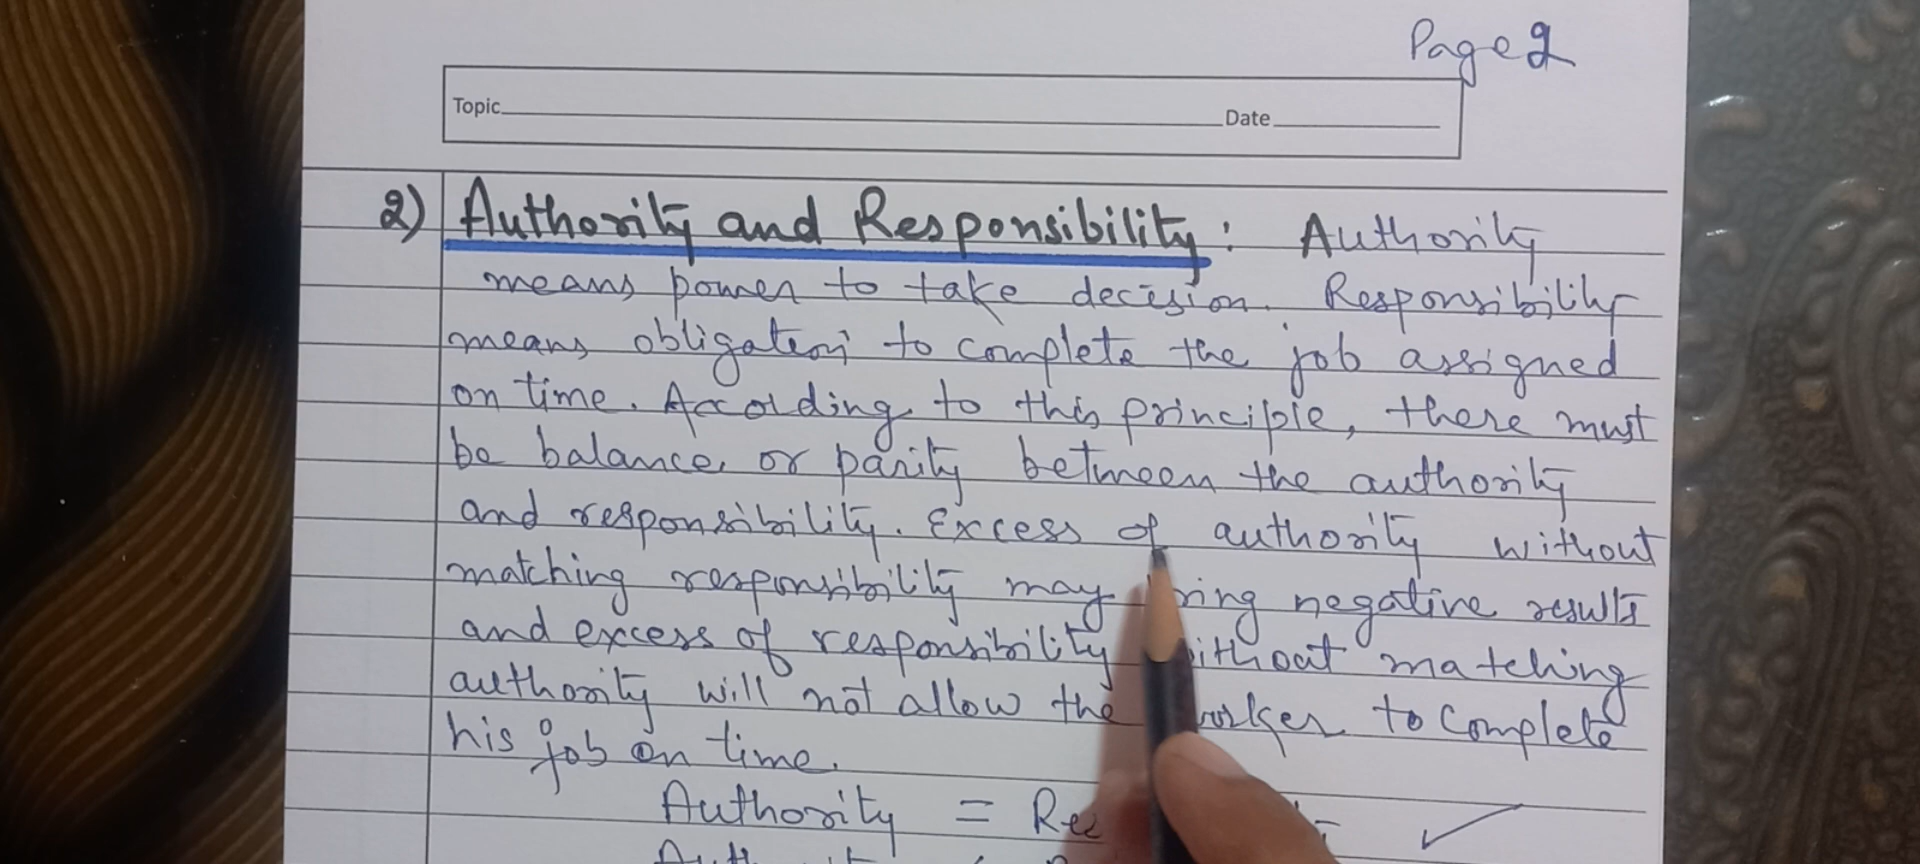 Page 2
Topic Date
2) Authority and Responsibility: Authority
means power to take decision. Responsibility
means obligation to complete the job assigned
on time. According to this principle, there must
be balance or parity between the authority
and responsibility. Excess of authority without
matching responsibility may ring negative results
and excess of responsibility ithout matching
authority will not allow the orker to complete
his job on time.
Authority =